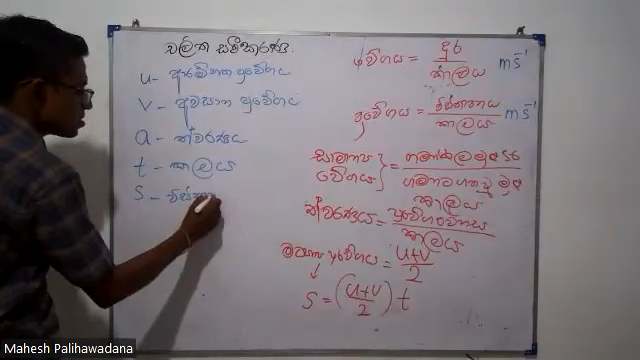 චලිත සමීකරණ.
u - ආරම්භක ප්‍රවේගය
v - අවසාන ප්‍රවේගය
a - ත්වරණය
t - කාලය
s - විස්ථා
වේගය = දුර / කාලය ms⁻¹
ප්‍රවේගය = විස්ථාපනය / කාලය ms⁻¹
සාමාන්‍ය වේගය } = ගමන්කල මුළු දුර / ගමනට ගතවූ මුළු කාලය
ත්වරණය = ප්‍රවේග වෙනස / කාලය
මධ්‍යන ප්‍රවේගය = u+v / 2
s = (u+v / 2) t
Mahesh Palihawadana